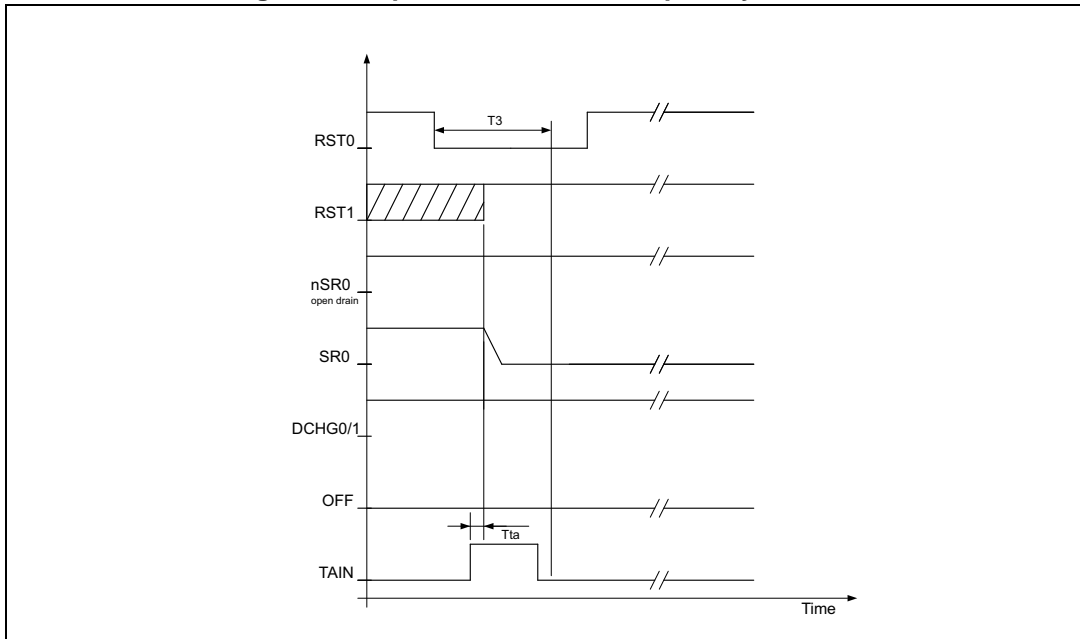 T3
RST0
RST1
nSR0
open drain
SR0
DCHG0/1
OFF
Tta
TAIN
Time